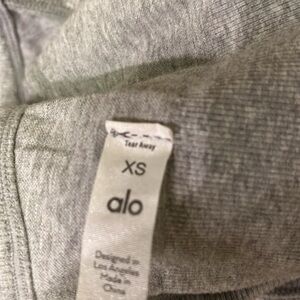 Tear Away
XS
alo
Designed in
Los Angeles
Made in
China